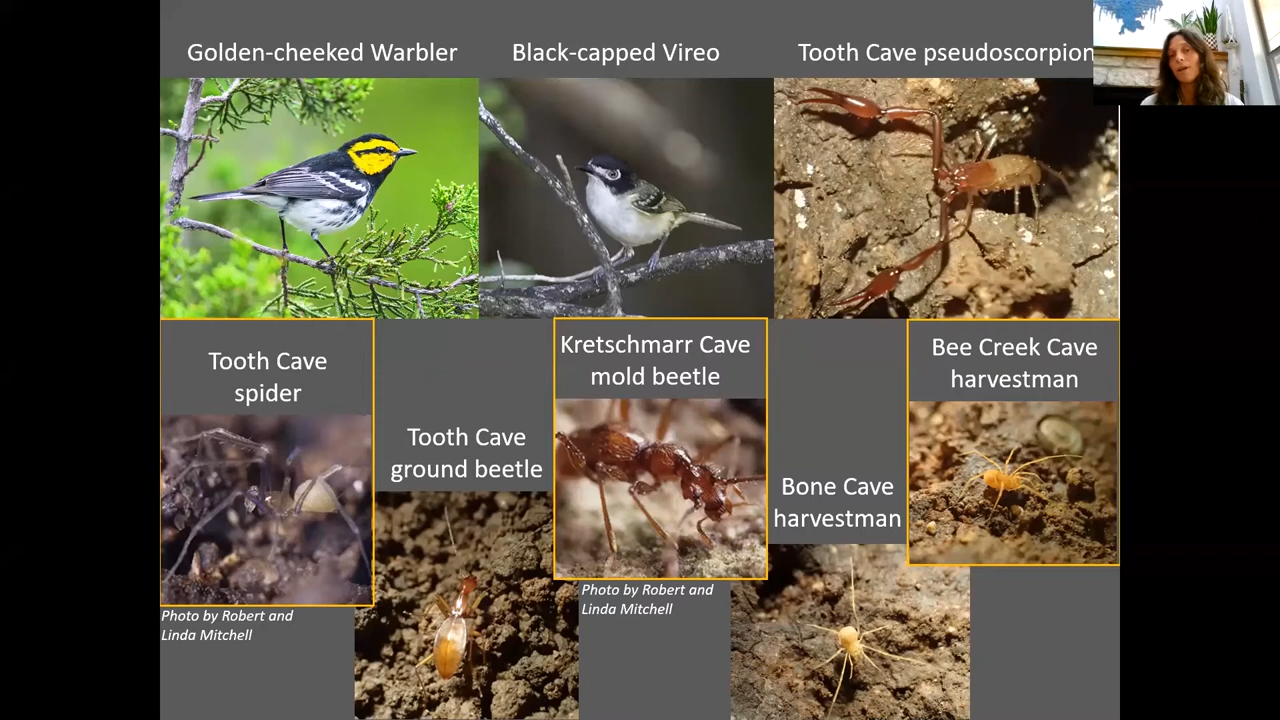 Golden-cheeked Warbler
Black-capped Vireo
Tooth Cave pseudoscorpion
Tooth Cave
spider
Photo by Robert and
Linda Mitchell
Tooth Cave
ground beetle
Kretschmarr Cave
mold beetle
Photo by Robert and
Linda Mitchell
Bone Cave
harvestman
Bee Creek Cave
harvestman